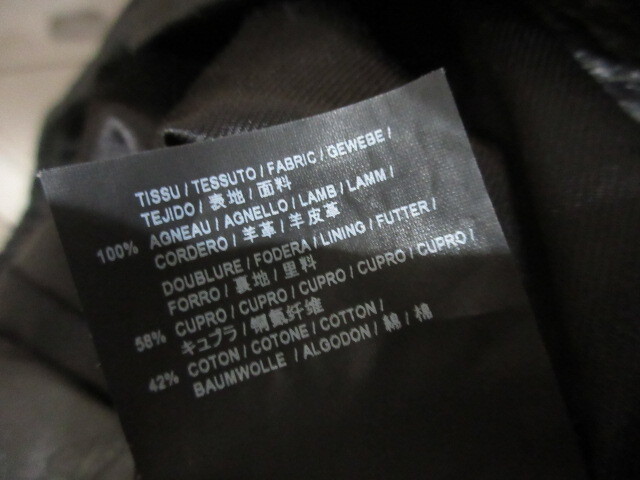 TISSU / TESSUTO / FABRIC / GEWEBE /
TEJIDO / 表地 / 面料
100% AGNEAU / AGNELLO / LAMB / LAMM /
CORDERO / 羊革 / 羊皮革
DOUBLURE / FODERA / LINING / FUTTER /
FORRO / 裏地 / 里料
58% CUPRO / CUPRO / CUPRO / CUPRO / CUPRO /
キュプラ / 铜氨纤维
42% COTON / COTONE / COTTON /
BAUMWOLLE / ALGODON / 綿 / 棉